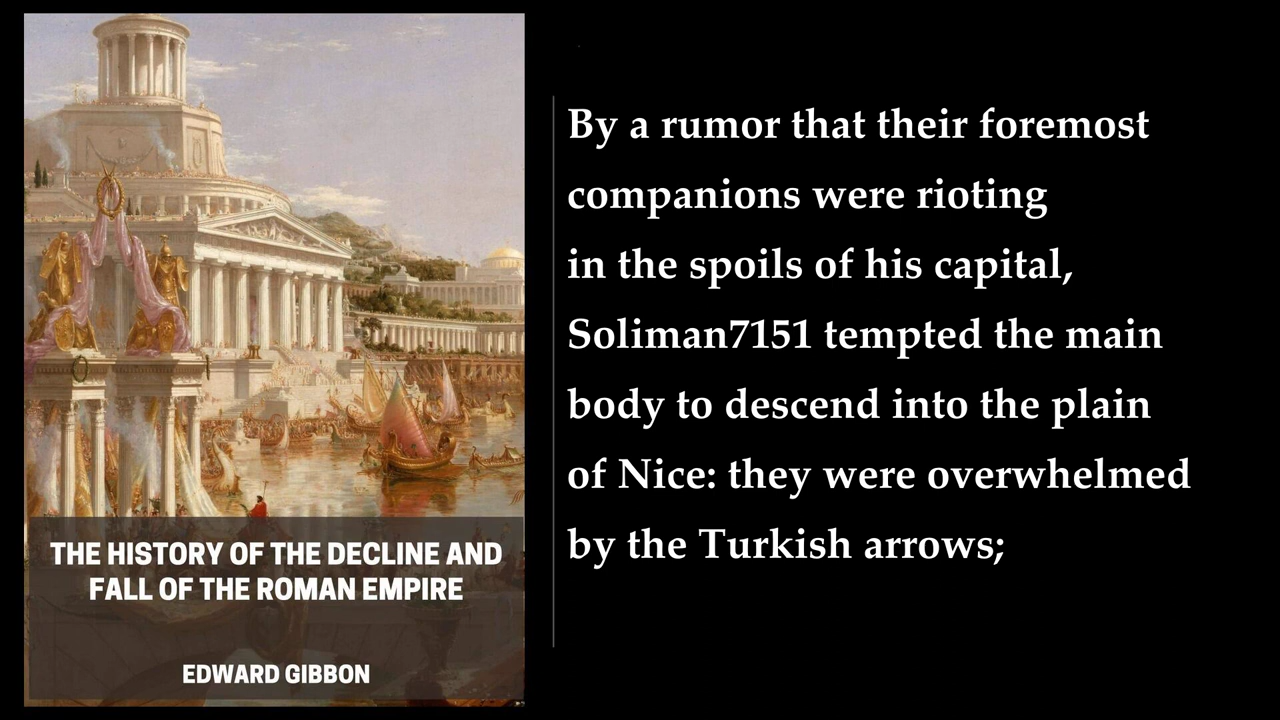 THE HISTORY OF THE DECLINE AND
FALL OF THE ROMAN EMPIRE
EDWARD GIBBON
By a rumor that their foremost
companions were rioting
in the spoils of his capital,
Soliman7151 tempted the main
body to descend into the plain
of Nice: they were overwhelmed
by the Turkish arrows;